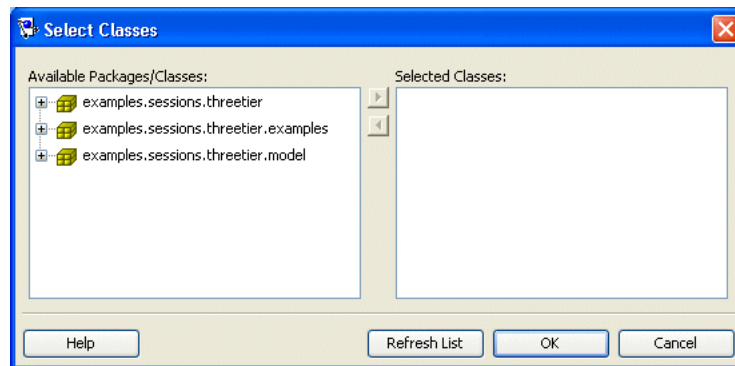 Select Classes
Available Packages/Classes:
Selected Classes:
examples.sessions.threetier
examples.sessions.threetier.examples
examples.sessions.threetier.model
Help
Refresh List
OK
Cancel